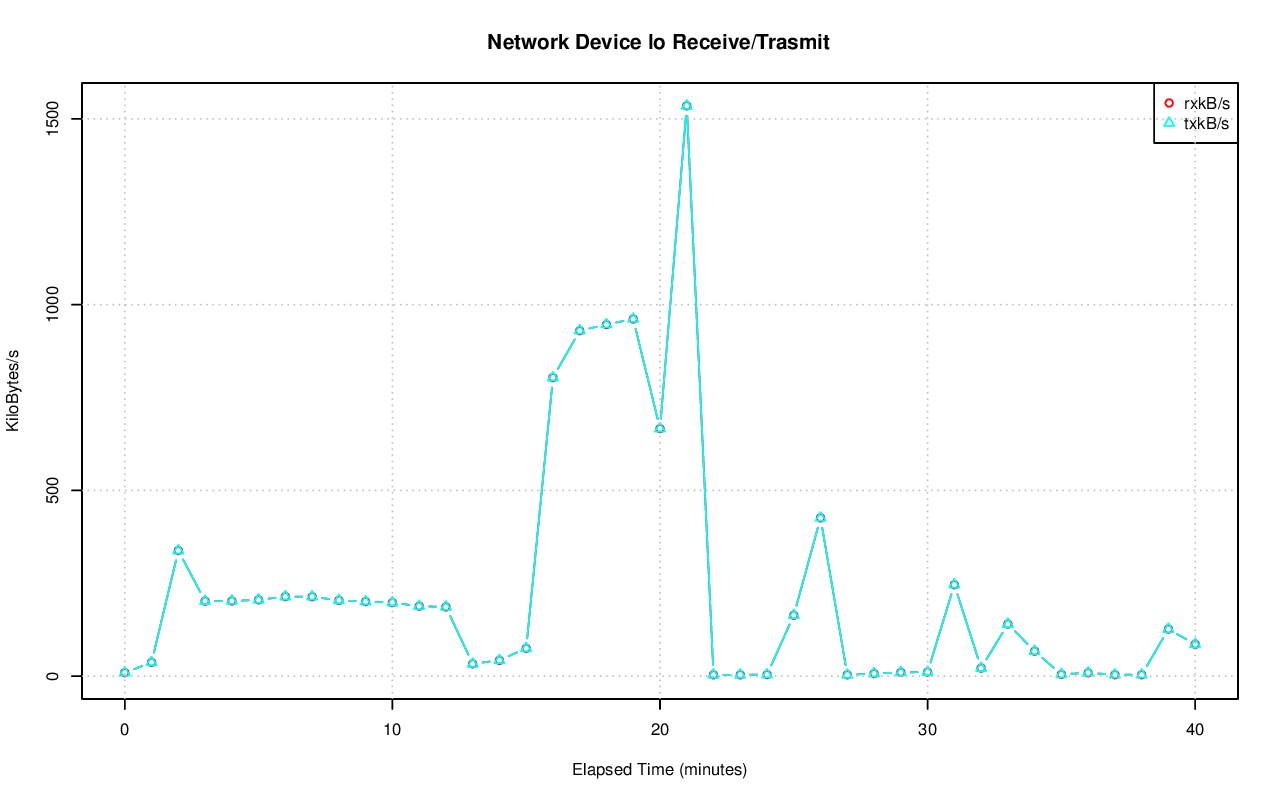 Network Device lo Receive/Trasmit
rxkB/s
txkB/s
KiloBytes/s
1500
1000
500
0
0 10 20 30 40
Elapsed Time (minutes)